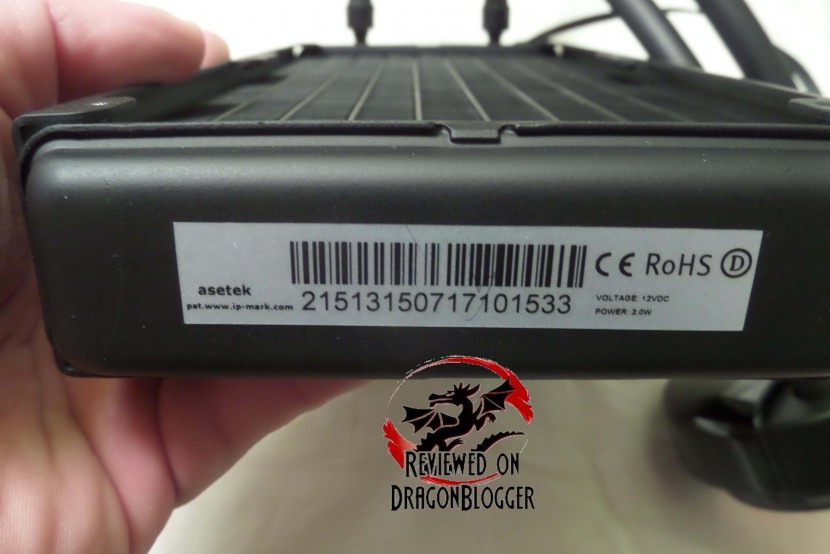 asetek
pat.www.ip-mark.com
21513150717101533
CE RoHS D
VOLTAGE: 12VDC
POWER: 2.0W
REVIEWED ON
DRAGONBLOGGER